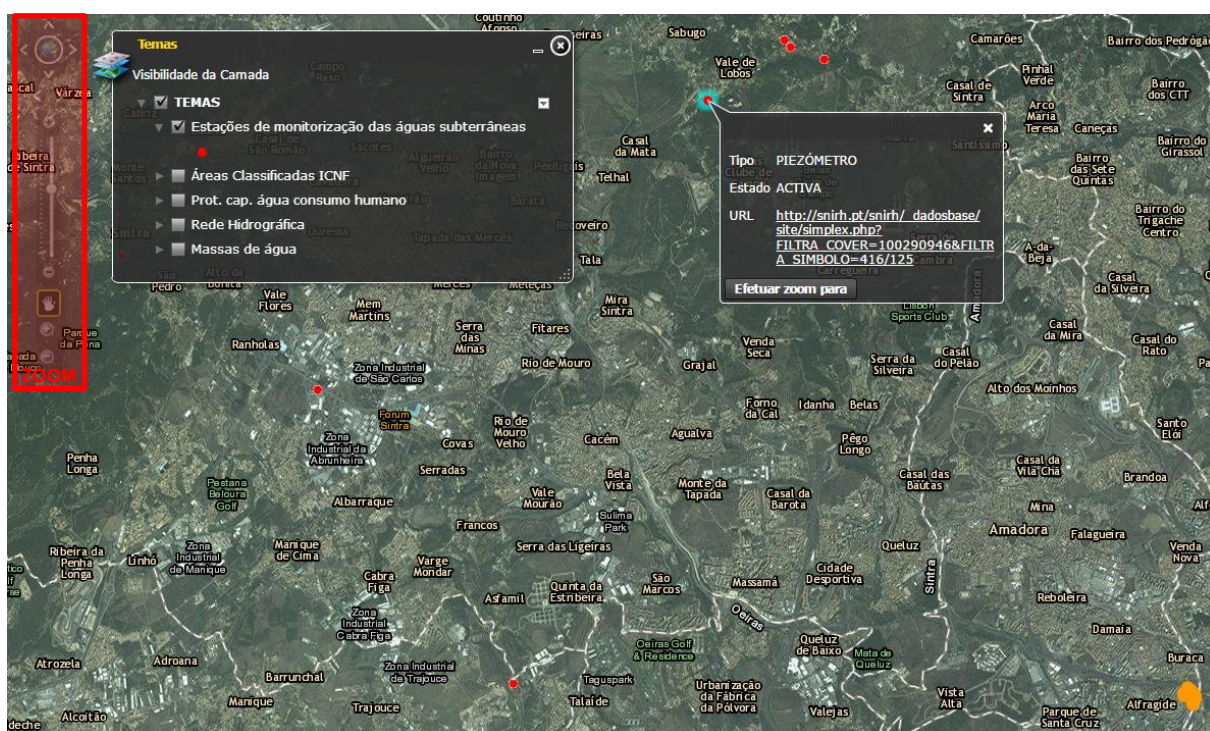 Coutinho
Afonso
Sabugo
Camarões
Vale de
Lobos
Pinhal
Verde
Casal de
Sintra
Bairro
dos CTT
Arco
Maria
Teresa
Caneças
Temas
Visibilidade da Camada
TEMAS
Estações de monitorização das águas subterrâneas
Áreas Classificadas ICNF
Prot. cap. água consumo humano
Rede Hidrográfica
Massas de água
Várzea
ZOOM
Casal
da Mata
Telhal
Tala
Tipo PIEZÓMETRO
Estado ACTIVA
URL http://snirh.pt/snirh/_dadosbase/
site/simplex.php?
FILTRA_COVER=100290946&FILTR
A_SIMBOLO=416/125
Efetuar zoom para
Bairro do
Girassol
Bairro
das Sete
Quintas
Bairro do
Trigache
Centro
A-da-
Beja
Casal
da Silveira
São
Pedro
Vale
Flores
Mem
Martins
Mercês
Meleças
Mira
Sintra
Lisbon
Sports Club
Casal
da Mira
Casal do
Rato
Parque
da Pena
Ranholas
Serra
das
Minas
Fitares
Rio de Mouro
Grajal
Venda
Seca
Serra da
Silveira
Casal
do Pelão
Zona Industrial
de São Carlos
Alto dos Moinhos
Forum
Sintra
Rio de
Mouro
Velho
Forno
da Cal
Idanha
Belas
Santo
Elói
Zona
Industrial da
Abrunheira
Covas
Cacém
Agualva
Pêgo
Longo
Penha
Longa
Serradas
Bela
Vista
Casal das
Baútas
Casal da
Vila Chã
Brandoa
Pestana
Beloura
Golf
Albarraque
Vale
Mourão
Monte da
Tapada
Casal da
Barota
Mina
Francos
Sulima
Park
Amadora
Falagueira
Ribeira da
Penha
Longa
Linhó
Zona
Industrial
de Manique
Manique
de Cima
Serra das Ligeiras
Queluz
Venda
Nova
Cabra
Figa
Varge
Mondar
São
Marcos
Massamá
Cidade
Desportiva
Sintra
Asfamil
Quinta da
Estribeira
Reboleira
Zona
Industrial
Cabra Figa
Oeiras
Damaia
Oeiras Golf
& Residence
Queluz
de Baixo
Mata de
Queluz
Buraca
Atrozela
Adroana
Zona Industrial
de Trajouce
Barrunchal
Taguspark
Urbanização
da Fábrica
da Pólvora
Manique
Trajouce
Talaíde
Valejas
Vista
Alta
Alfragide
Alcoitão
Parque de
Santa Cruz